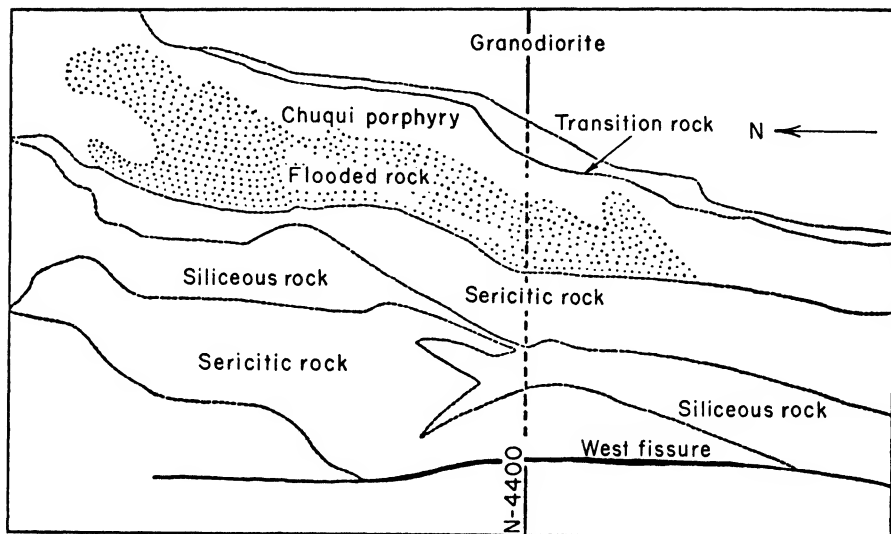 Granodiorite
Chuqui porphyry
Transition rock
N
Flooded rock
Siliceous rock
Sericitic rock
Sericitic rock
Siliceous rock
West fissure
N-4400